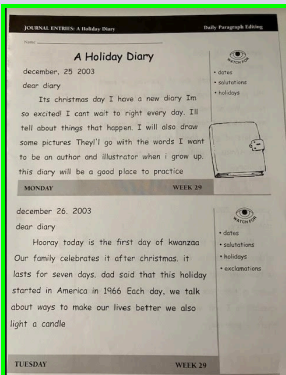 JOURNAL ENTRIES: A Holiday Diary Daily Paragraph Editing
Name
A Holiday Diary
WATCH FOR
december, 25 2003
• dates
dear diary
• salutations
Its christmas day I have a new diary Im
• holidays
so excited I cant wait to right every day. Ill
tell about things that happen. I will also draw
some pictures Theyl'l go with the words I want
to be an author and illustrator when i grow up.
this diary will be a good place to practice
MONDAY WEEK 29
december 26. 2003
WATCH FOR
dear diary
• dates
Hooray today is the first day of kwanzaa
• salutations
Our family celebrates it after christmas. it
• holidays
lasts for seven days. dad said that this holiday
• exclamations
started in America in 1966 Each day, we talk
about ways to make our lives better we also
light a candle
TUESDAY WEEK 29